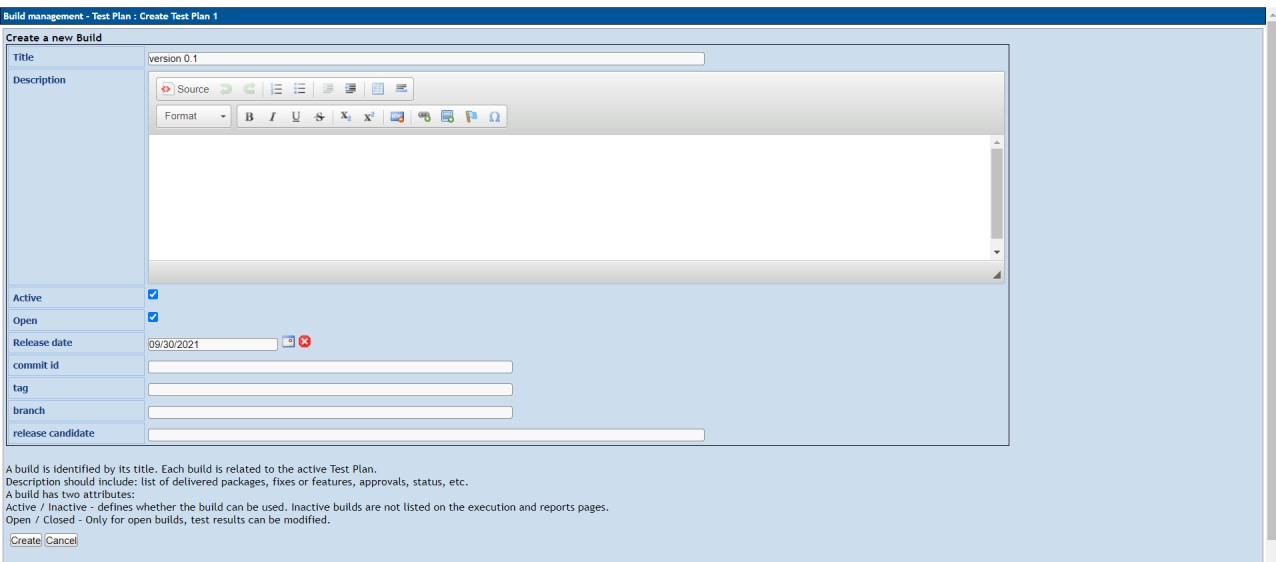 Build management - Test Plan : Create Test Plan 1
Create a new Build
Title version 0.1
Description
Source
Format B I U S X₂ X² Ω
Active
Open
Release date 09/30/2021
commit id
tag
branch
release candidate
A build is identified by its title. Each build is related to the active Test Plan.
Description should include: list of delivered packages, fixes or features, approvals, status, etc.
A build has two attributes:
Active / Inactive - defines whether the build can be used. Inactive builds are not listed on the execution and reports pages.
Open / Closed - Only for open builds, test results can be modified.
Create Cancel